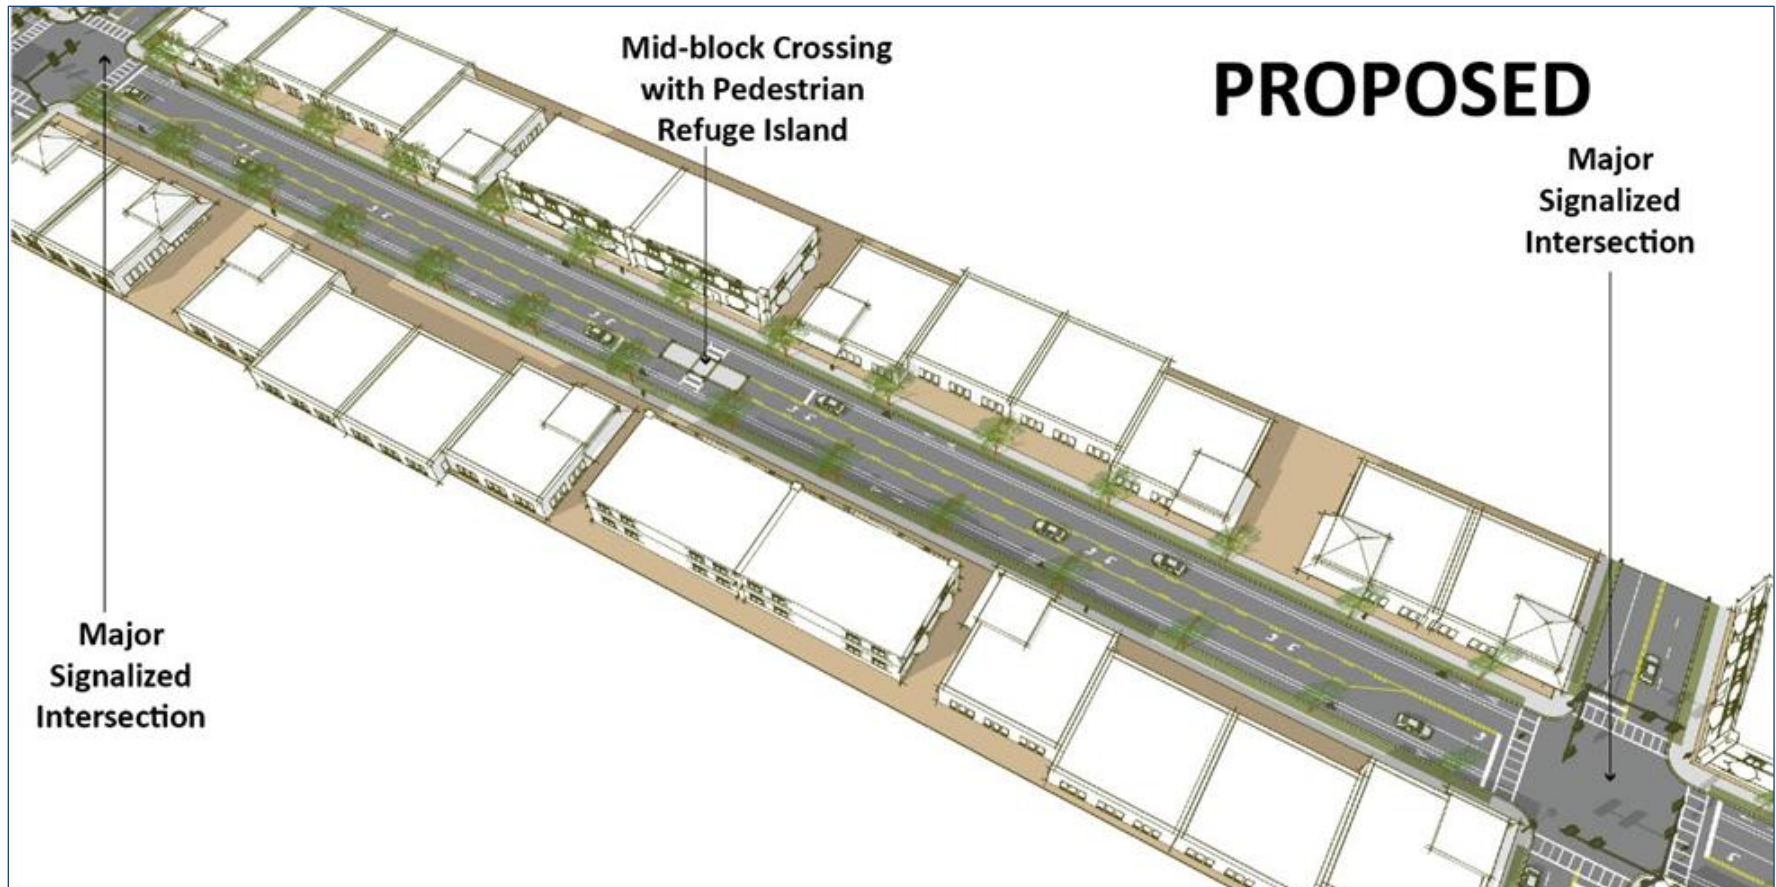 Mid-block Crossing
with Pedestrian
Refuge Island
PROPOSED
Major
Signalized
Intersection
Major
Signalized
Intersection